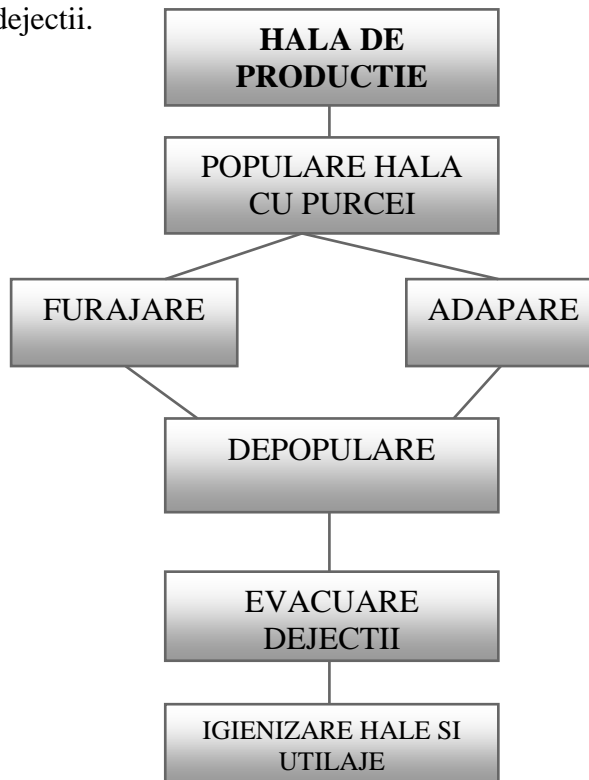 dejectii.
HALA DE
PRODUCTIE
POPULARE HALA
CU PURCEI
FURAJARE
ADAPARE
DEPOPULARE
EVACUARE
DEJECTII
IGIENIZARE HALE SI
UTILAJE